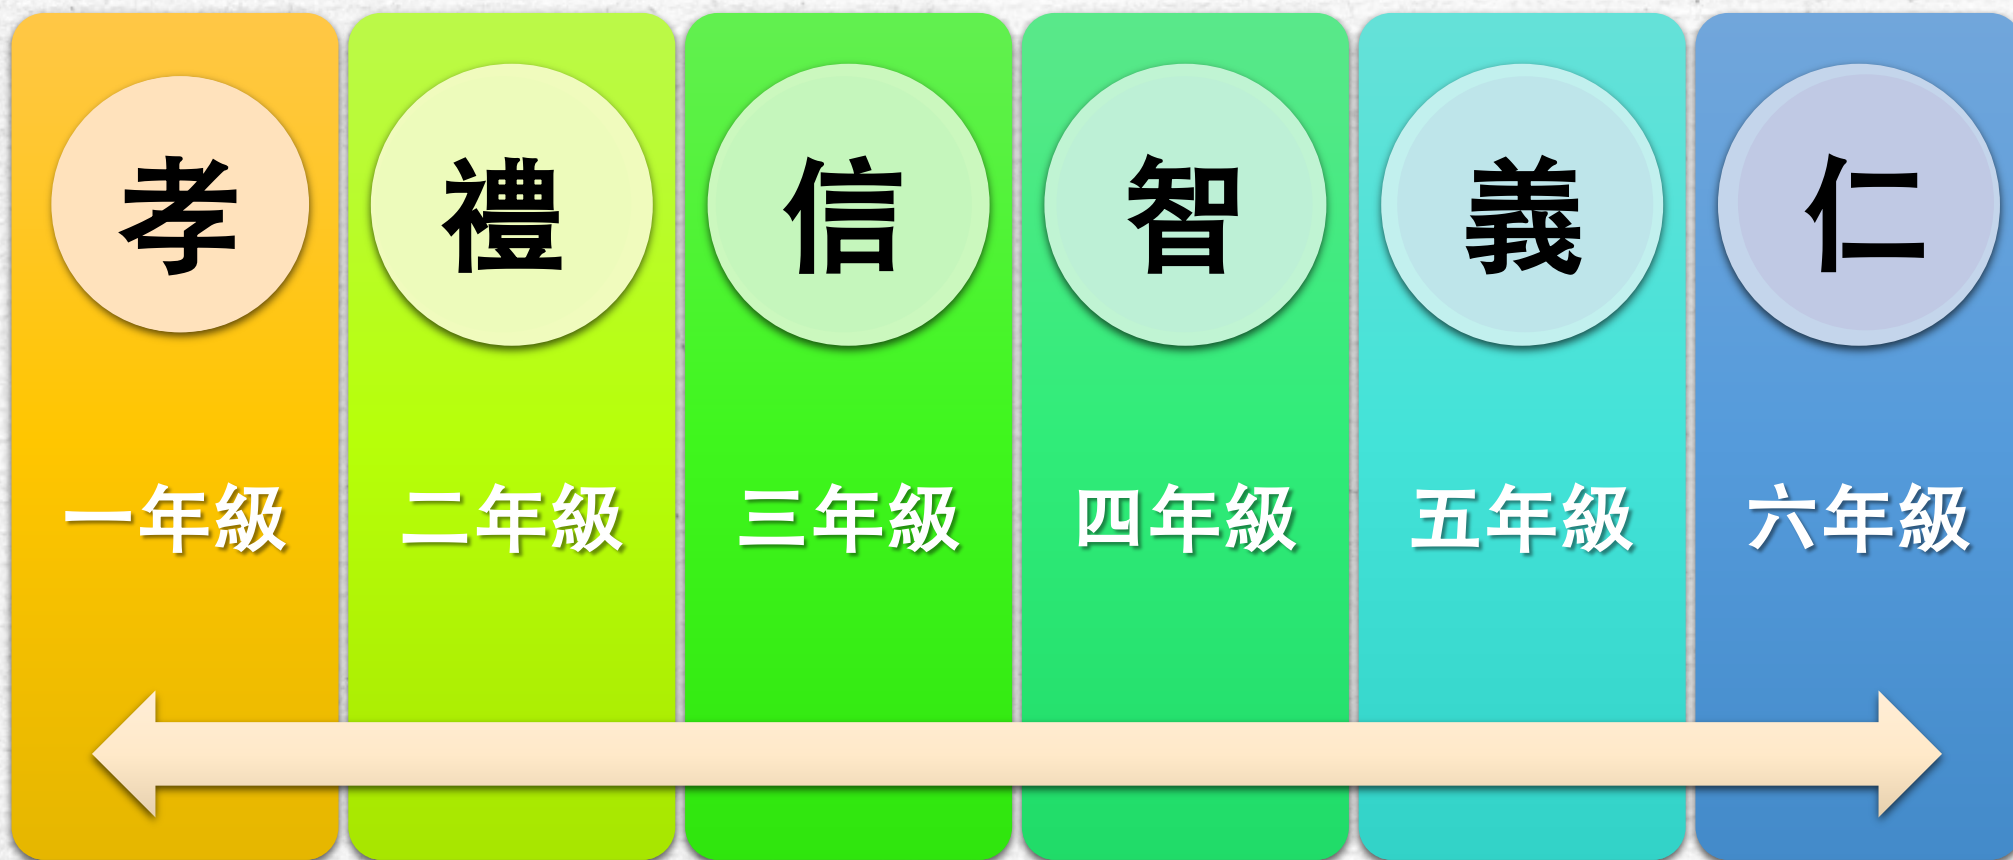 孝 禮 信 智 義 仁
一年級 二年級 三年級 四年級 五年級 六年級